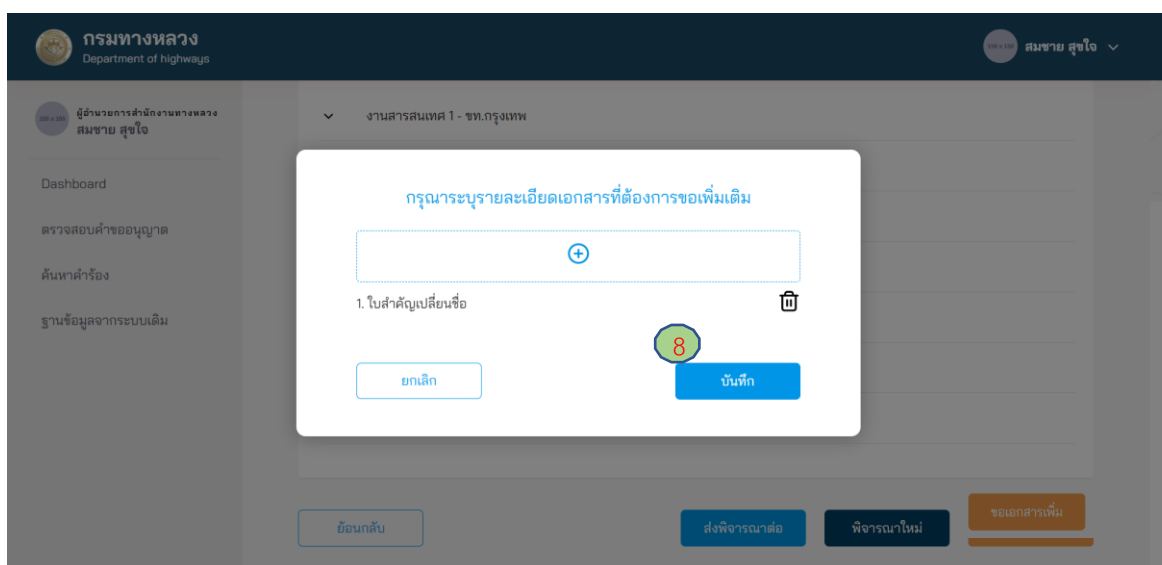 กรมทางหลวง
Department of highways
สมชาย สุขใจ
ผู้อำนวยการสำนักงานทางหลวง
สมชาย สุขใจ
Dashboard
ตรวจสอบคำขออนุญาต
ค้นหาคำร้อง
ฐานข้อมูลจากระบบเดิม
งานสารสนเทศ 1 - ขท.กรุงเทพ
กรุณาระบุรายละเอียดเอกสารที่ต้องการขอเพิ่มเติม
1. ใบสำคัญเปลี่ยนชื่อ
8
ยกเลิก
บันทึก
ย้อนกลับ
ส่งพิจารณาต่อ
พิจารณาใหม่
ขอเอกสารเพิ่ม